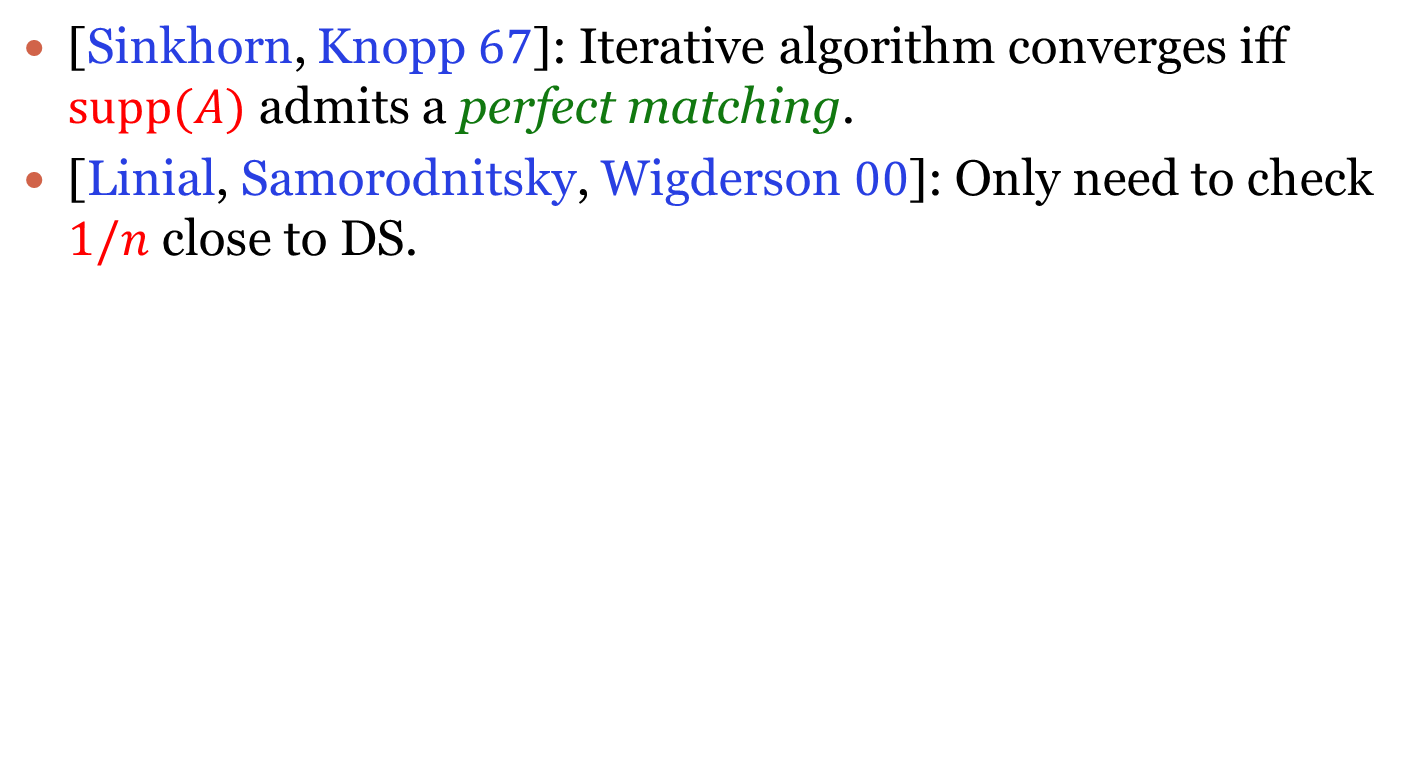 • [Sinkhorn, Knopp 67]: Iterative algorithm converges iff
supp(A) admits a perfect matching.
• [Linial, Samorodnitsky, Wigderson 00]: Only need to check
1/n close to DS.